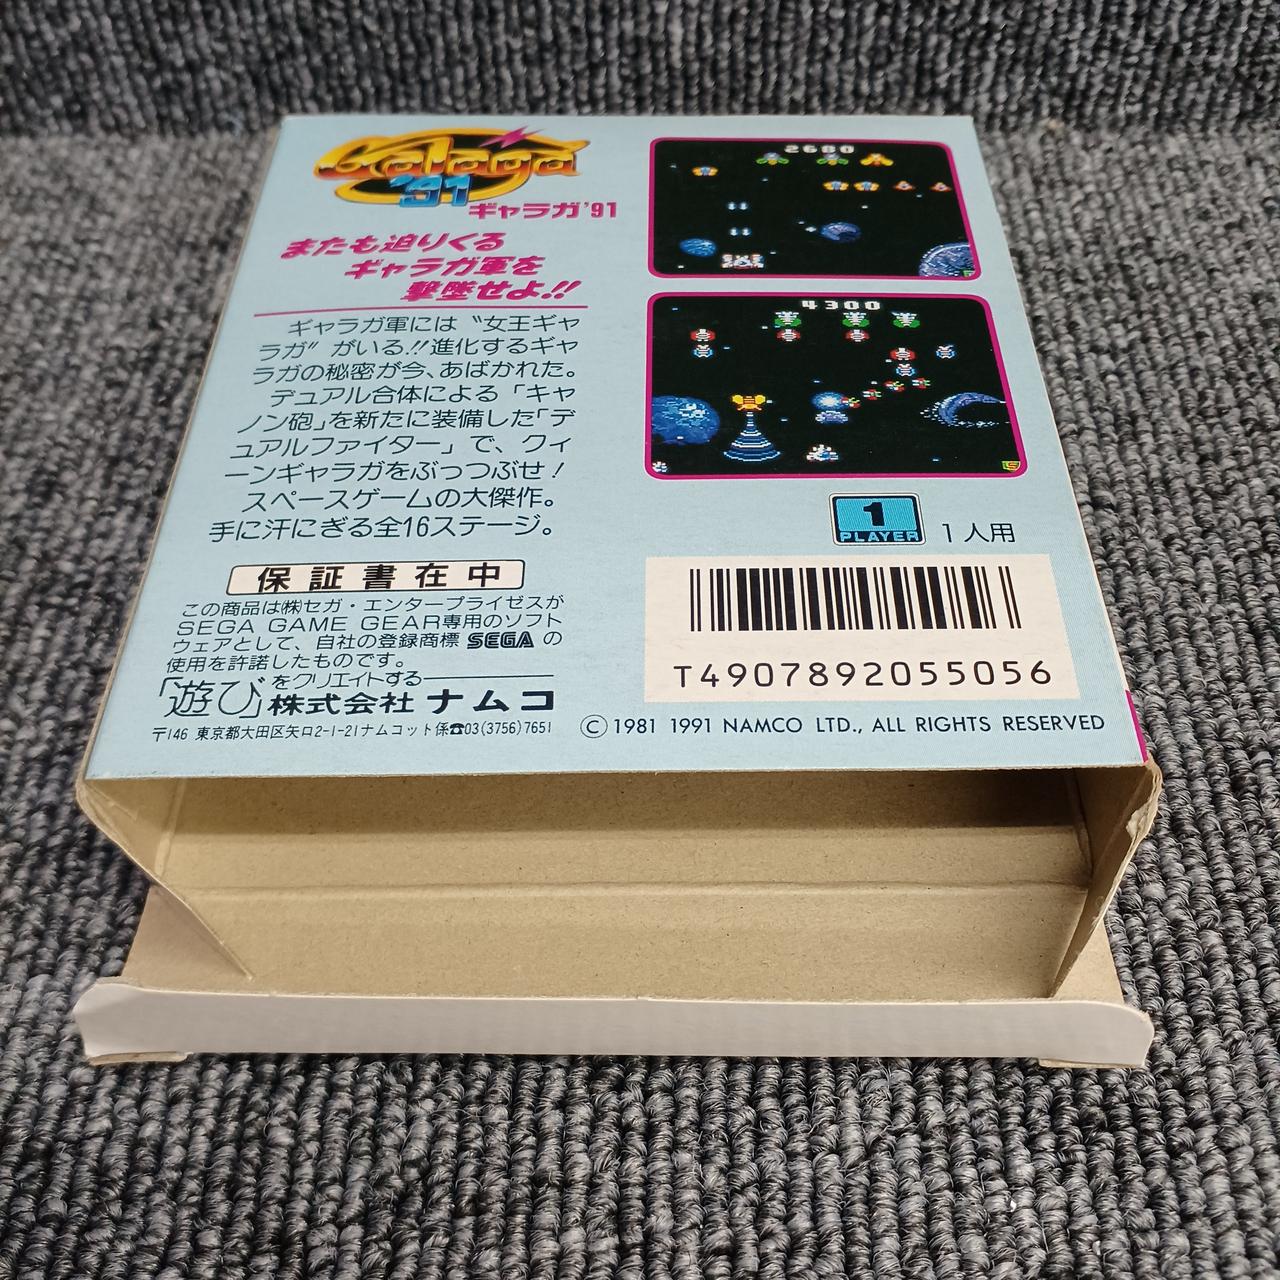 Galaga
'91
ギャラガ'91
またも迫りくる
ギャラガ軍を
撃墜せよ!!
ギャラガ軍には〝女王ギャ
ラガ〟がいる!!進化するギャ
ラガの秘密が今、あばかれた。
デュアル合体による「キャ
ノン砲」を新たに装備した「デ
ュアルファイター」で、クィ
ーンギャラガをぶっつぶせ!
スペースゲームの大傑作。
手に汗にぎる全16ステージ。
保証書在中
この商品は㈱セガ・エンタープライゼスが
SEGA GAME GEAR専用のソフト
ウェアとして、自社の登録商標 SEGA の
使用を許諾したものです。
「遊び」をクリエイトする
株式会社ナムコ
〒146 東京都大田区矢口2-1-21ナムコット係☎03(3756)7651
2680
4300
1
PLAYER
1人用
T4907892055056
© 1981 1991 NAMCO LTD., ALL RIGHTS RESERVED